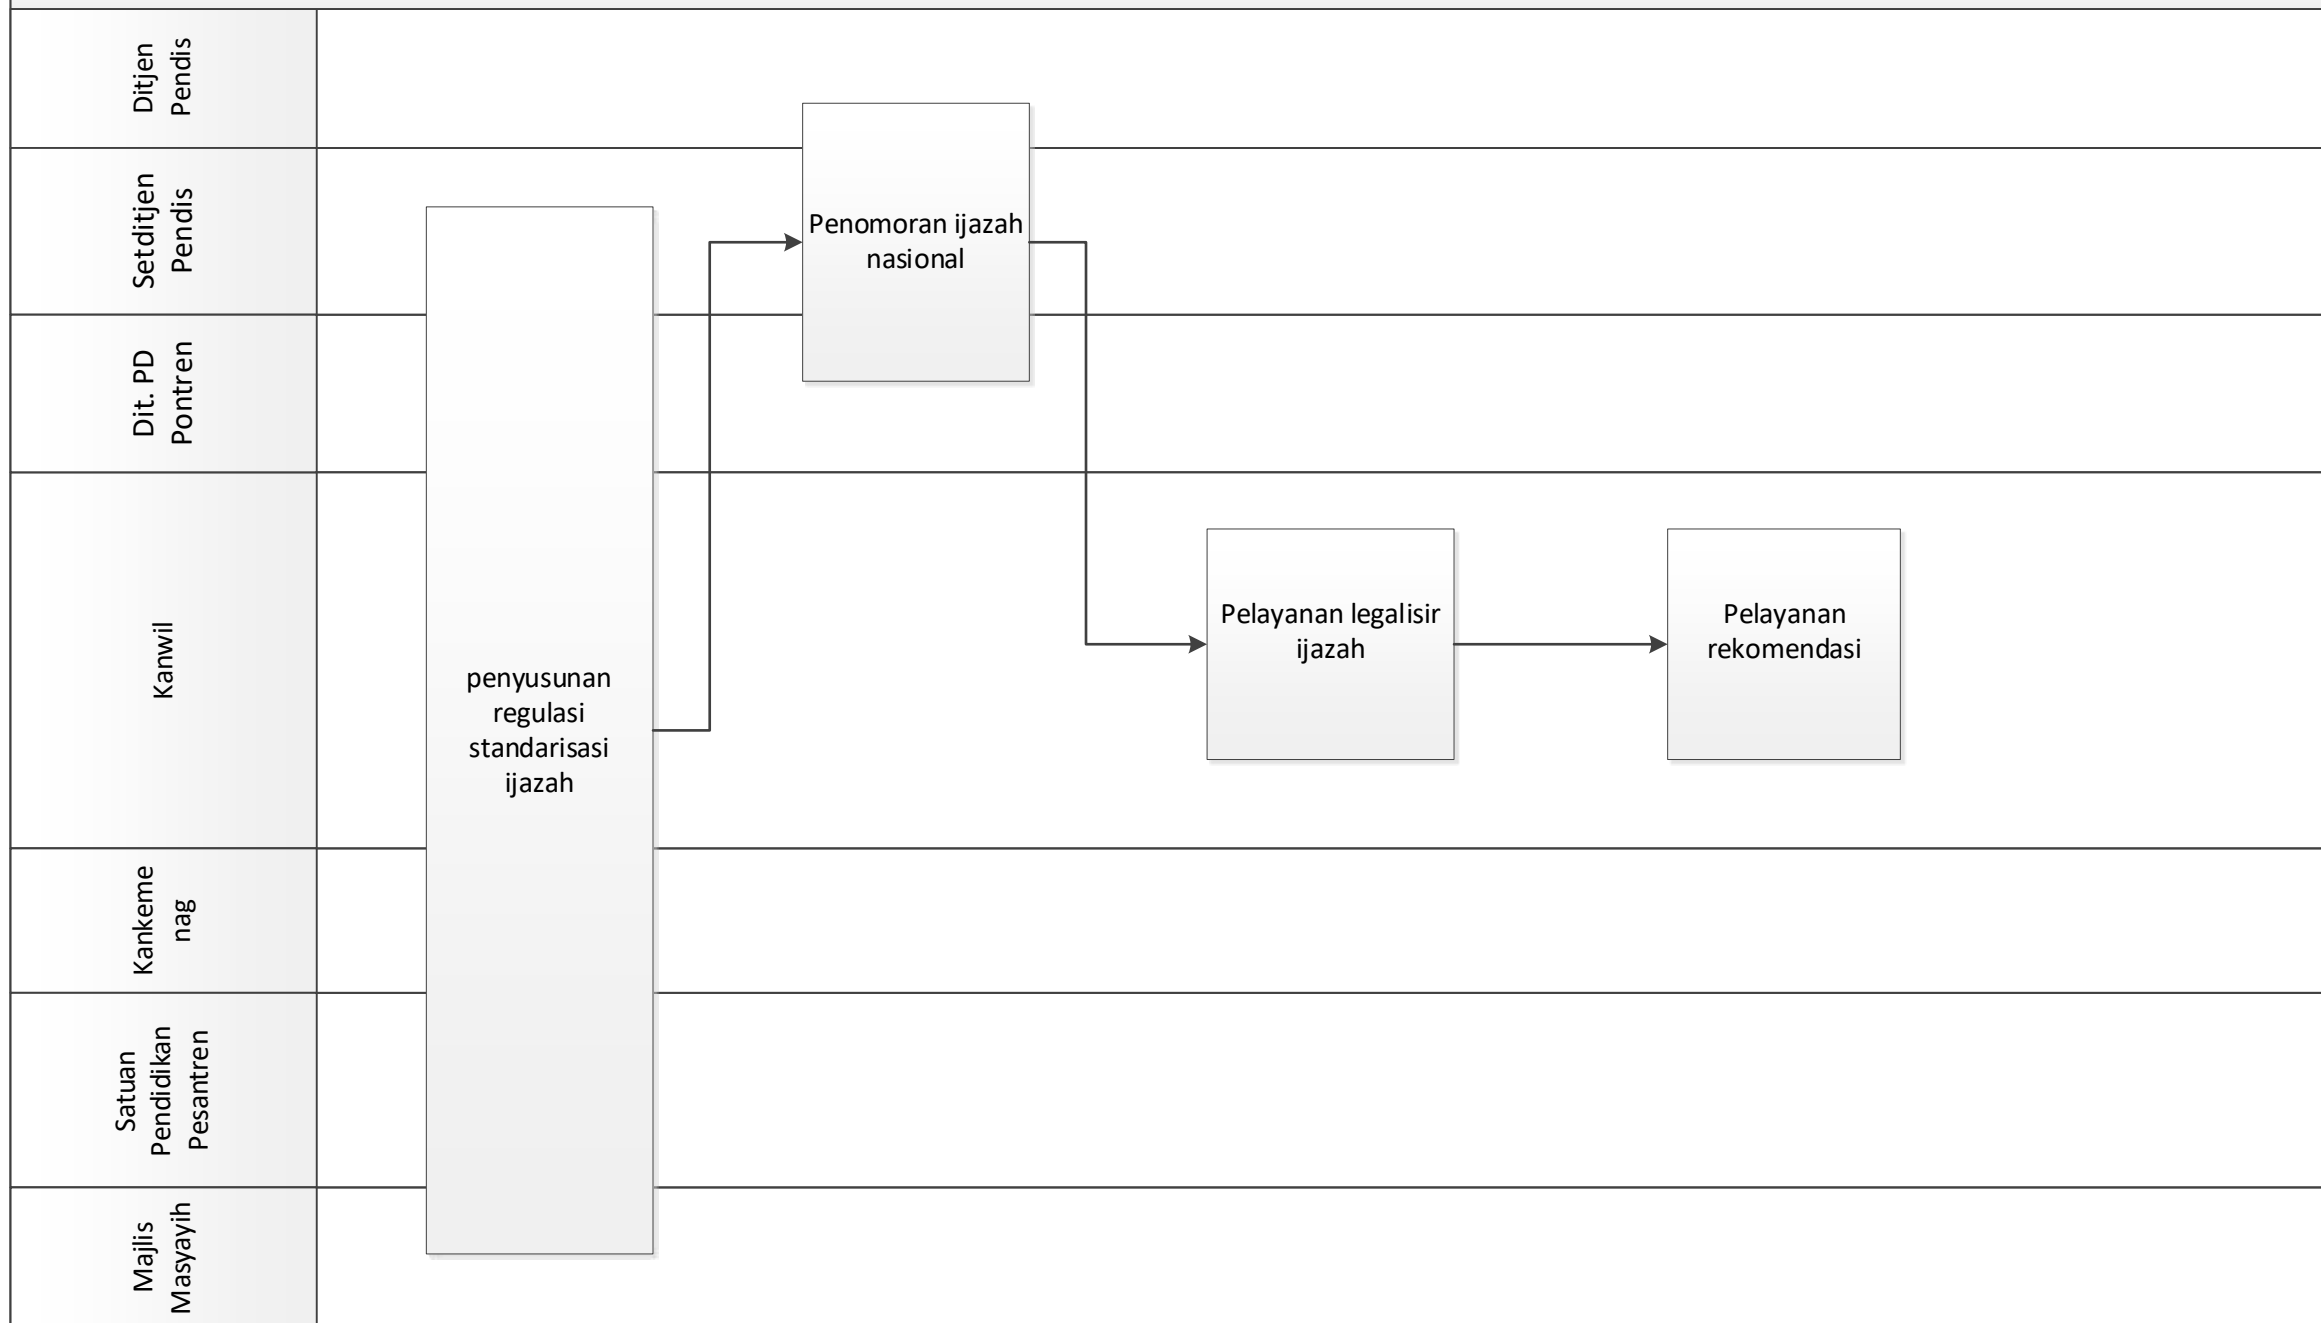 Ditjen
Pendis
Setditjen
Pendis
Dit. PD
Pontren
Kanwil
Kankeme
nag
Satuan
Pendidikan
Pesantren
Majlis
Masyayih
penyusunan
regulasi
standarisasi
ijazah
Penomoran ijazah
nasional
Pelayanan legalisir
ijazah
Pelayanan
rekomendasi